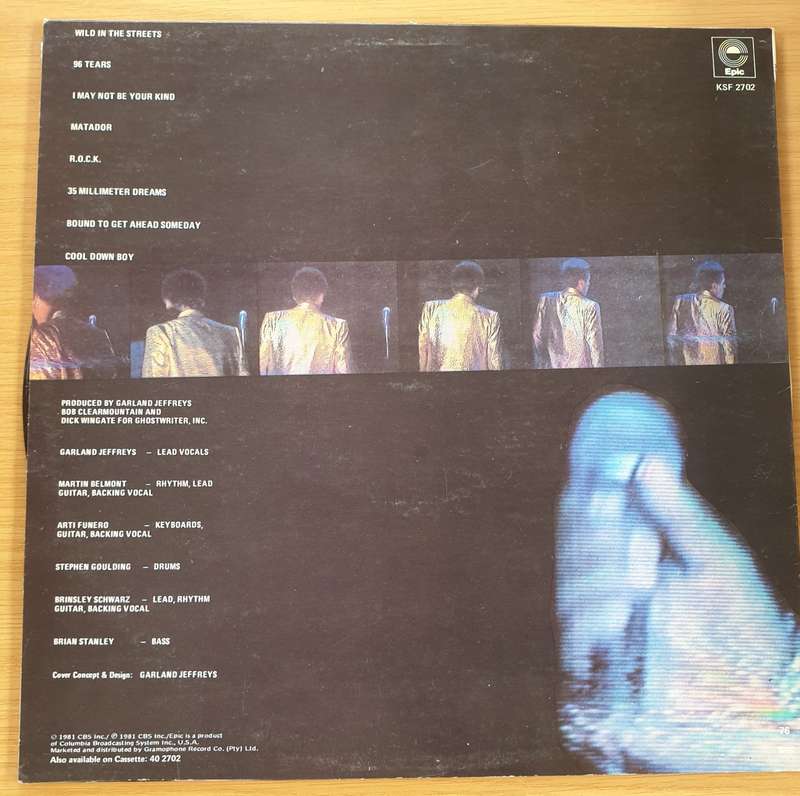 WILD IN THE STREETS
96 TEARS
I MAY NOT BE YOUR KIND
MATADOR
R.O.C.K.
35 MILLIMETER DREAMS
BOUND TO GET AHEAD SOMEDAY
COOL DOWN BOY
Epic
KSF 2702
PRODUCED BY GARLAND JEFFREYS
BOB CLEARMOUNTAIN AND
DICK WINGATE FOR GHOSTWRITER, INC.
GARLAND JEFFREYS – LEAD VOCALS
MARTIN BELMONT – RHYTHM, LEAD
GUITAR, BACKING VOCAL
ARTI FUNERO – KEYBOARDS,
GUITAR, BACKING VOCAL
STEPHEN GOULDING – DRUMS
BRINSLEY SCHWARZ – LEAD, RHYTHM
GUITAR, BACKING VOCAL
BRIAN STANLEY – BASS
Cover Concept & Design: GARLAND JEFFREYS
© 1981 CBS Inc./ ℗ 1981 CBS Inc./Epic is a product
of Columbia Broadcasting System Inc., U.S.A.
Marketed and distributed by Gramophone Record Co. (Pty) Ltd.
Also available on Cassette: 40 2702